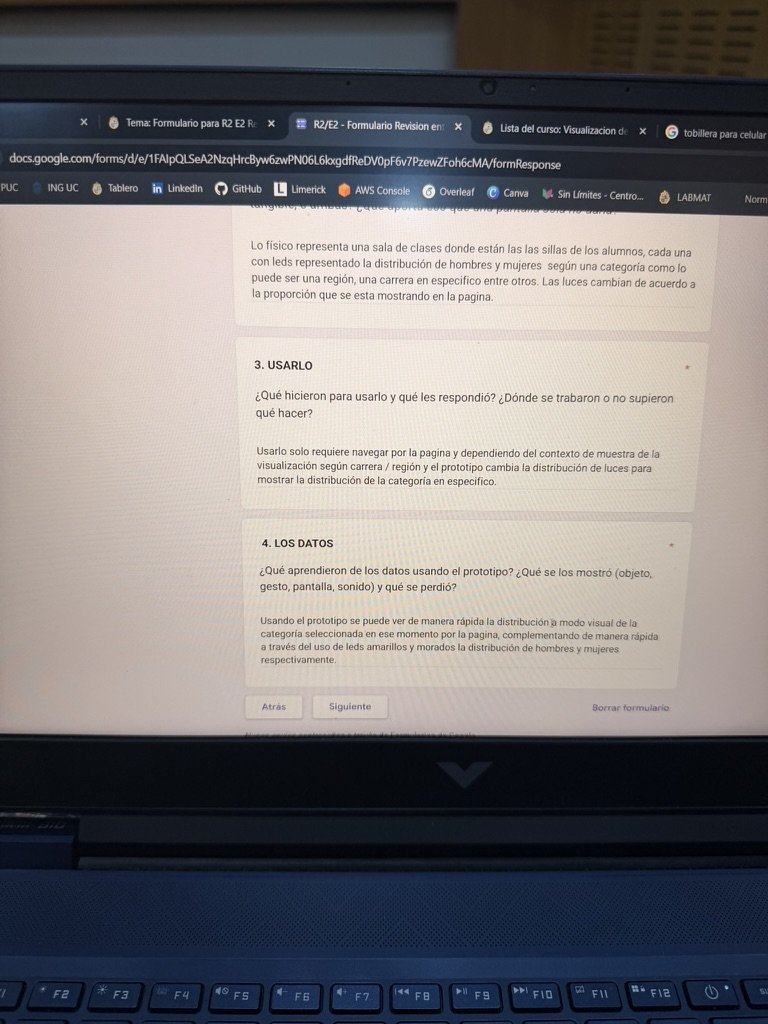 Tema: Formulario para R2 E2 Re
R2/E2 - Formulario Revision en
Lista del curso: Visualizacion de
tobillera para celular
docs.google.com/forms/d/e/1FAIpQLSeA2NzqHrcByw6zwPN06L6kxgdfReDV0pF6v7PzewZFoh6cMA/formResponse
PUC ING UC Tablero LinkedIn GitHub Limerick AWS Console Overleaf Canva Sin Límites - Centro... LABMAT Norm
Lo físico representa una sala de clases donde están las las sillas de los alumnos, cada una
con leds representado la distribución de hombres y mujeres según una categoría como lo
puede ser una región, una carrera en especifico entre otros. Las luces cambian de acuerdo a
la proporción que se esta mostrando en la pagina.
3. USARLO *
¿Qué hicieron para usarlo y qué les respondió? ¿Dónde se trabaron o no supieron
qué hacer?
Usarlo solo requiere navegar por la pagina y dependiendo del contexto de muestra de la
visualización según carrera / región y el prototipo cambia la distribución de luces para
mostrar la distribución de la categoría en especifico.
4. LOS DATOS *
¿Qué aprendieron de los datos usando el prototipo? ¿Qué se los mostró (objeto,
gesto, pantalla, sonido) y qué se perdió?
Usando el prototipo se puede ver de manera rápida la distribución a modo visual de la
categoría seleccionada en ese momento por la pagina, complementando de manera rápida
a través del uso de leds amarillos y morados la distribución de hombres y mujeres
respectivamente.
Atrás Siguiente Borrar formulario
F2 F3 F4 F5 F6 F7 F8 F9 F10 F11 F12